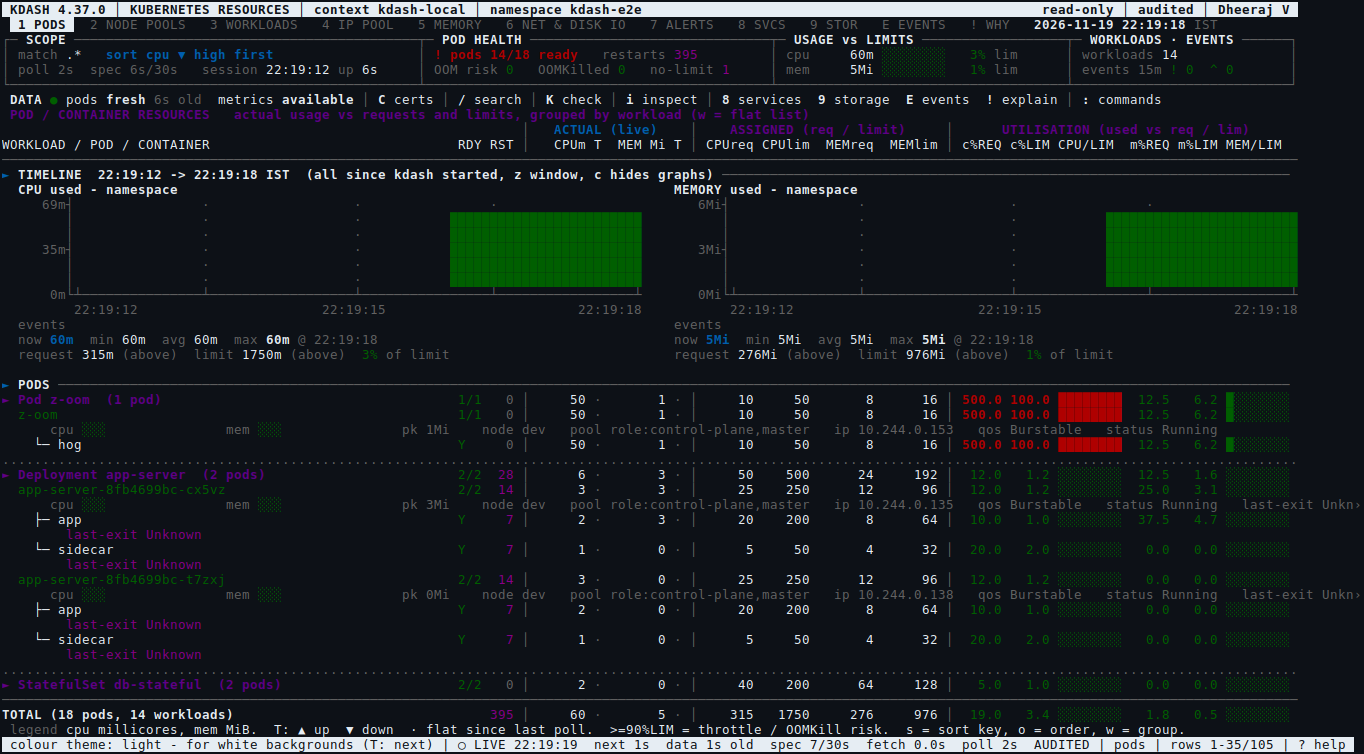 KDASH 4.37.0 │ KUBERNETES RESOURCES │ context kdash-local │ namespace kdash-e2e read-only │ audited │ Dheeraj V
1 PODS 2 NODE POOLS 3 WORKLOADS 4 IP POOL 5 MEMORY 6 NET & DISK IO 7 ALERTS 8 SVCS 9 STOR E EVENTS ! WHY 2026-11-19 22:19:18 IST
SCOPE POD HEALTH USAGE vs LIMITS WORKLOADS · EVENTS
match .* sort cpu ▼ high first │ ! pods 14/18 ready restarts 395 │ cpu 60m 3% lim │ workloads 14
poll 2s spec 6s/30s session 22:19:12 up 6s │ OOM risk 0 OOMKilled 0 no-limit 1 │ mem 5Mi 1% lim │ events 15m ! 0 ^ 0
DATA ● pods fresh 6s old metrics available │ C certs │ / search │ K check │ i inspect │ 8 services 9 storage E events ! explain │ : commands
POD / CONTAINER RESOURCES actual usage vs requests and limits, grouped by workload (w = flat list)
│ ACTUAL (live) │ ASSIGNED (req / limit) │ UTILISATION (used vs req / lim)
WORKLOAD / POD / CONTAINER RDY RST │ CPUm T MEM Mi T │ CPUreq CPUlim MEMreq MEMlim │ c%REQ c%LIM CPU/LIM m%REQ m%LIM MEM/LIM
► TIMELINE 22:19:12 -> 22:19:18 IST (all since kdash started, z window, c hides graphs)
CPU used - namespace MEMORY used - namespace
69m 6Mi
35m 3Mi
0m 0Mi
22:19:12 22:19:15 22:19:18 22:19:12 22:19:15 22:19:18
events events
now 60m min 60m avg 60m max 60m @ 22:19:18 now 5Mi min 5Mi avg 5Mi max 5Mi @ 22:19:18
request 315m (above) limit 1750m (above) 3% of limit request 276Mi (above) limit 976Mi (above) 1% of limit
► PODS
► Pod z-oom (1 pod) 1/1 0 │ 50 · 1 · │ 10 50 8 16 │ 500.0 100.0 12.5 6.2
z-oom 1/1 0 │ 50 · 1 · │ 10 50 8 16 │ 500.0 100.0 12.5 6.2
cpu mem pk 1Mi node dev pool role:control-plane,master ip 10.244.0.153 qos Burstable status Running
└─ hog Y 0 │ 50 · 1 · │ 10 50 8 16 │ 500.0 100.0 12.5 6.2
► Deployment app-server (2 pods) 2/2 28 │ 6 · 3 · │ 50 500 24 192 │ 12.0 1.2 12.5 1.6
app-server-8fb4699bc-cx5vz 2/2 14 │ 3 · 3 · │ 25 250 12 96 │ 12.0 1.2 25.0 3.1
cpu mem pk 3Mi node dev pool role:control-plane,master ip 10.244.0.135 qos Burstable status Running last-exit Unkn›
├─ app Y 7 │ 2 · 3 · │ 20 200 8 64 │ 10.0 1.0 37.5 4.7
last-exit Unknown
└─ sidecar Y 7 │ 1 · 0 · │ 5 50 4 32 │ 20.0 2.0 0.0 0.0
last-exit Unknown
app-server-8fb4699bc-t7zxj 2/2 14 │ 3 · 0 · │ 25 250 12 96 │ 12.0 1.2 0.0 0.0
cpu mem pk 0Mi node dev pool role:control-plane,master ip 10.244.0.138 qos Burstable status Running last-exit Unkn›
├─ app Y 7 │ 2 · 0 · │ 20 200 8 64 │ 10.0 1.0 0.0 0.0
last-exit Unknown
└─ sidecar Y 7 │ 1 · 0 · │ 5 50 4 32 │ 20.0 2.0 0.0 0.0
last-exit Unknown
► StatefulSet db-stateful (2 pods) 2/2 0 │ 2 · 0 · │ 40 200 64 128 │ 5.0 1.0 0.0 0.0
TOTAL (18 pods, 14 workloads) 395 │ 60 · 5 · │ 315 1750 276 976 │ 19.0 3.4 1.8 0.5
legend cpu millicores, mem MiB. T: ▲ up ▼ down · flat since last poll. >=90%LIM = throttle / OOMKill risk. s = sort key, o = order, w = group.
colour theme: light - for white backgrounds (T: next) │ ○ LIVE 22:19:19 next 1s data 1s old spec 7/30s fetch 0.0s poll 2s AUDITED | pods | rows 1-35/105 | ? help